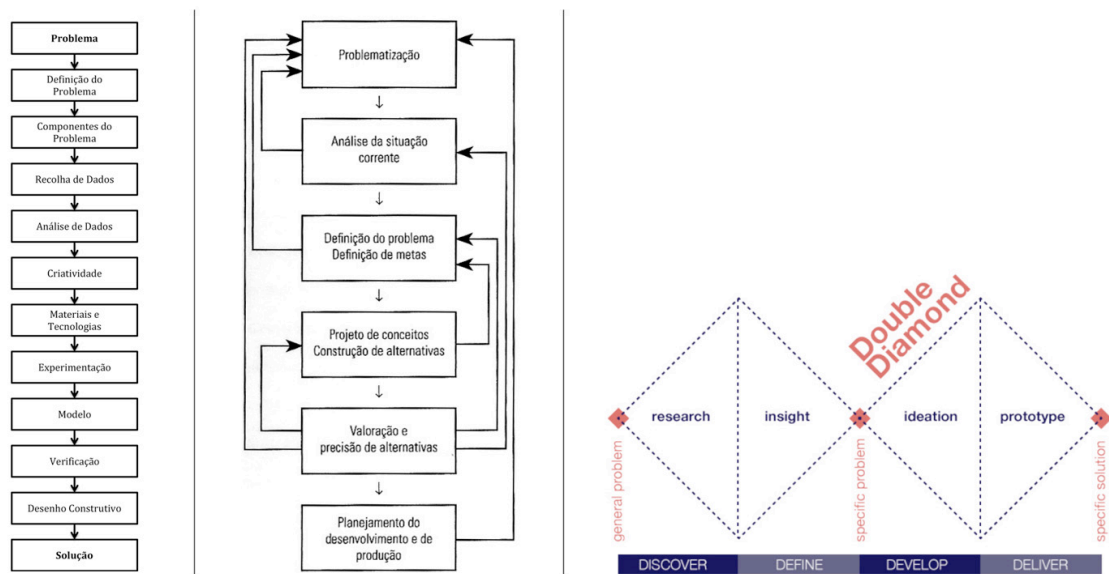 Problema
Definição do
Problema
Componentes do
Problema
Recolha de Dados
Análise de Dados
Criatividade
Materiais e
Tecnologias
Experimentação
Modelo
Verificação
Desenho Construtivo
Solução
Problematização
Análise da situação
corrente
Definição do problema
Definição de metas
Projeto de conceitos
Construção de alternativas
Valoração e
precisão de alternativas
Planejamento do
desenvolvimento e de
produção
Double
Diamond
research
insight
ideation
prototype
general problem
specific problem
specific solution
DISCOVER
DEFINE
DEVELOP
DELIVER